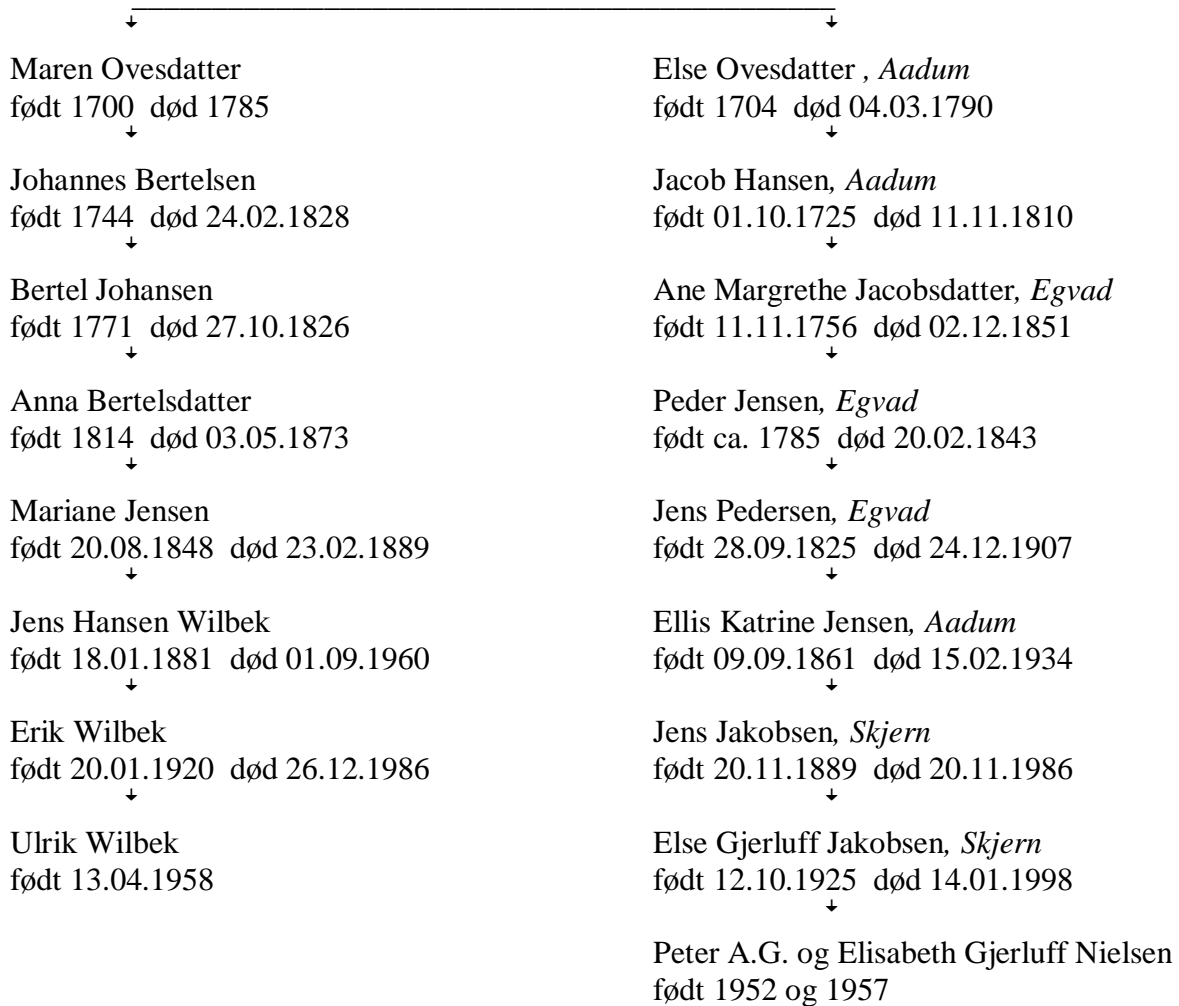 Maren Ovesdatter
født 1700 død 1785
Johannes Bertelsen
født 1744 død 24.02.1828
Bertel Johansen
født 1771 død 27.10.1826
Anna Bertelsdatter
født 1814 død 03.05.1873
Mariane Jensen
født 20.08.1848 død 23.02.1889
Jens Hansen Wilbek
født 18.01.1881 død 01.09.1960
Erik Wilbek
født 20.01.1920 død 26.12.1986
Ulrik Wilbek
født 13.04.1958
Else Ovesdatter , Aadum
født 1704 død 04.03.1790
Jacob Hansen, Aadum
født 01.10.1725 død 11.11.1810
Ane Margrethe Jacobsdatter, Egvad
født 11.11.1756 død 02.12.1851
Peder Jensen, Egvad
født ca. 1785 død 20.02.1843
Jens Pedersen, Egvad
født 28.09.1825 død 24.12.1907
Ellis Katrine Jensen, Aadum
født 09.09.1861 død 15.02.1934
Jens Jakobsen, Skjern
født 20.11.1889 død 20.11.1986
Else Gjerluff Jakobsen, Skjern
født 12.10.1925 død 14.01.1998
Peter A.G. og Elisabeth Gjerluff Nielsen
født 1952 og 1957